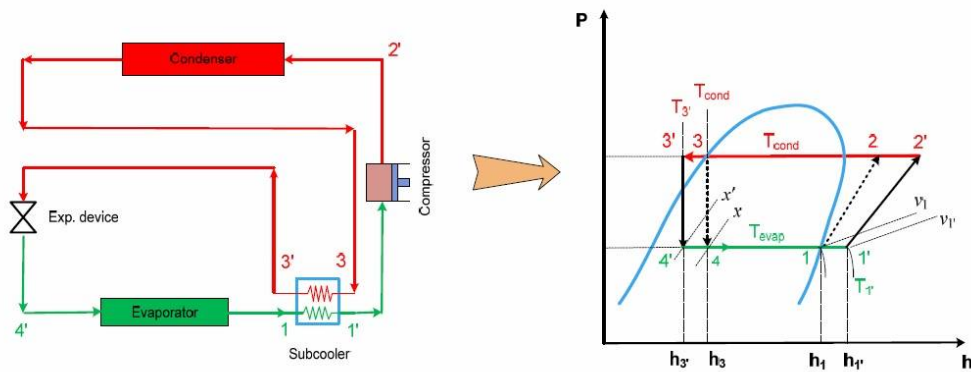 2'
Condenser
Compressor
Exp. device
3'
3
4'
Evaporator
1
1'
Subcooler
P
T3'
Tcond
3'
3
Tcond
2
2'
x'
x
v1
v1'
Tevap
4'
4
1
1'
T1'
h3'
h3
h1
h1'
h